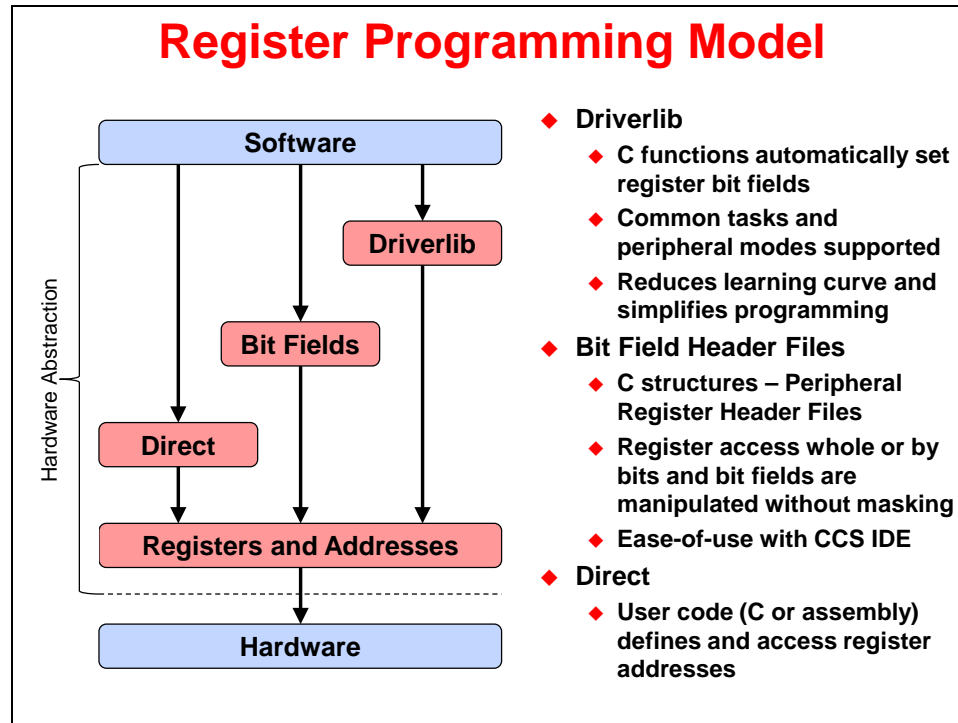 Register Programming Model
Software
Driverlib
Bit Fields
Direct
Registers and Addresses
Hardware
Hardware Abstraction
Driverlib
C functions automatically set
register bit fields
Common tasks and
peripheral modes supported
Reduces learning curve and
simplifies programming
Bit Field Header Files
C structures – Peripheral
Register Header Files
Register access whole or by
bits and bit fields are
manipulated without masking
Ease-of-use with CCS IDE
Direct
User code (C or assembly)
defines and access register
addresses